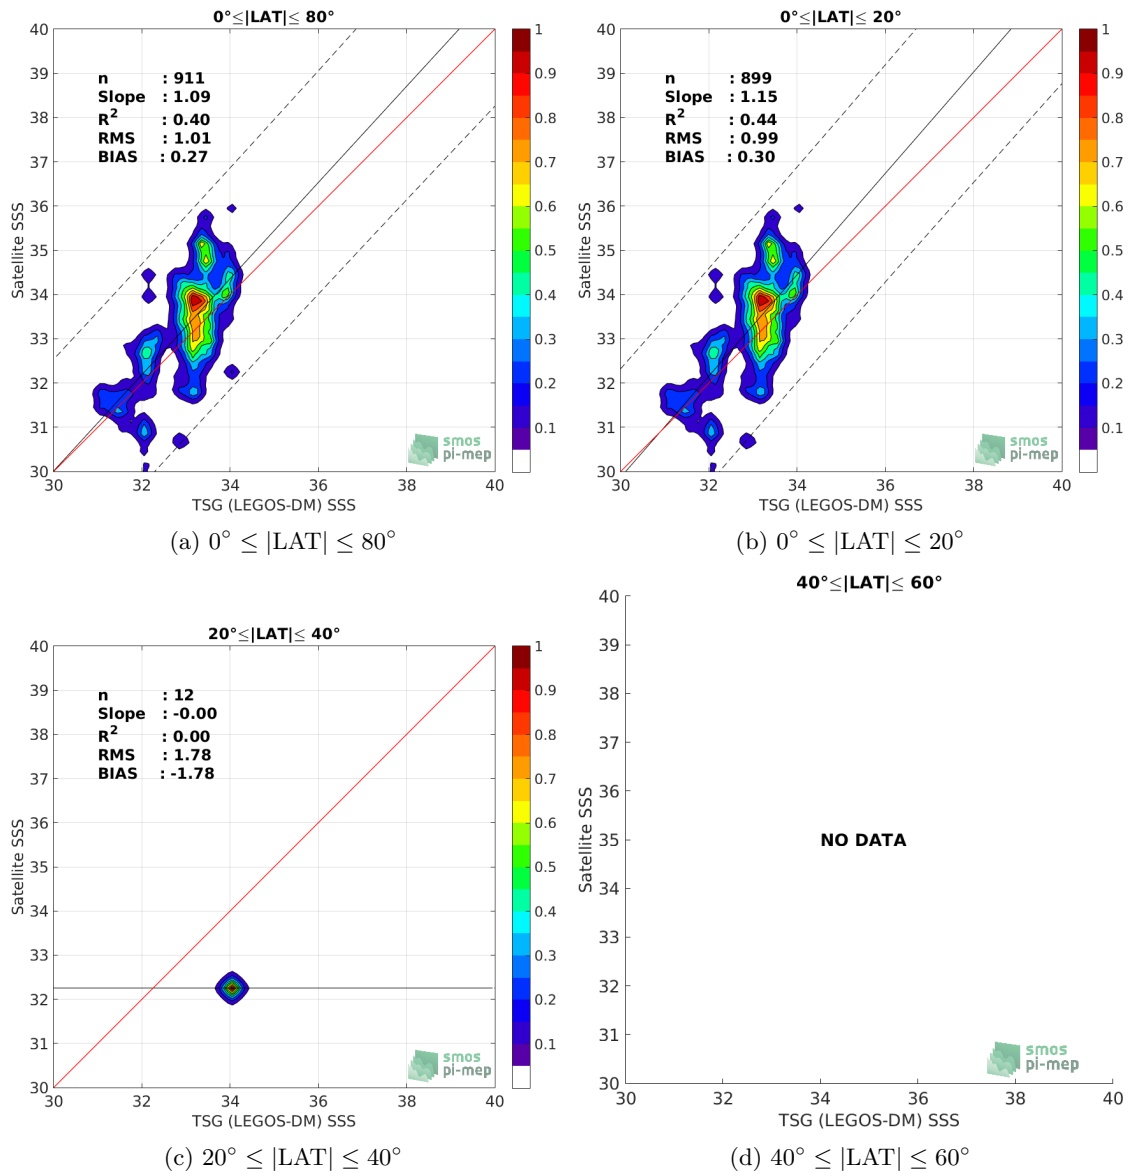 0°≤|LAT|≤ 80°
n : 911
Slope : 1.09
R² : 0.40
RMS : 1.01
BIAS : 0.27
Satellite SSS
40
39
38
37
36
35
34
33
32
31
30
30 32 34 36 38 40
TSG (LEGOS-DM) SSS
1
0.9
0.8
0.7
0.6
0.5
0.4
0.3
0.2
0.1
smos
pi-mep
(a) 0° ≤ |LAT| ≤ 80°
0°≤|LAT|≤ 20°
n : 899
Slope : 1.15
R² : 0.44
RMS : 0.99
BIAS : 0.30
Satellite SSS
40
39
38
37
36
35
34
33
32
31
30
30 32 34 36 38 40
TSG (LEGOS-DM) SSS
1
0.9
0.8
0.7
0.6
0.5
0.4
0.3
0.2
0.1
smos
pi-mep
(b) 0° ≤ |LAT| ≤ 20°
20°≤|LAT|≤ 40°
n : 12
Slope : -0.00
R² : 0.00
RMS : 1.78
BIAS : -1.78
Satellite SSS
40
39
38
37
36
35
34
33
32
31
30
30 32 34 36 38 40
TSG (LEGOS-DM) SSS
1
0.9
0.8
0.7
0.6
0.5
0.4
0.3
0.2
0.1
smos
pi-mep
(c) 20° ≤ |LAT| ≤ 40°
40°≤|LAT|≤ 60°
NO DATA
Satellite SSS
40
39
38
37
36
35
34
33
32
31
30
30 32 34 36 38 40
TSG (LEGOS-DM) SSS
smos
pi-mep
(d) 40° ≤ |LAT| ≤ 60°